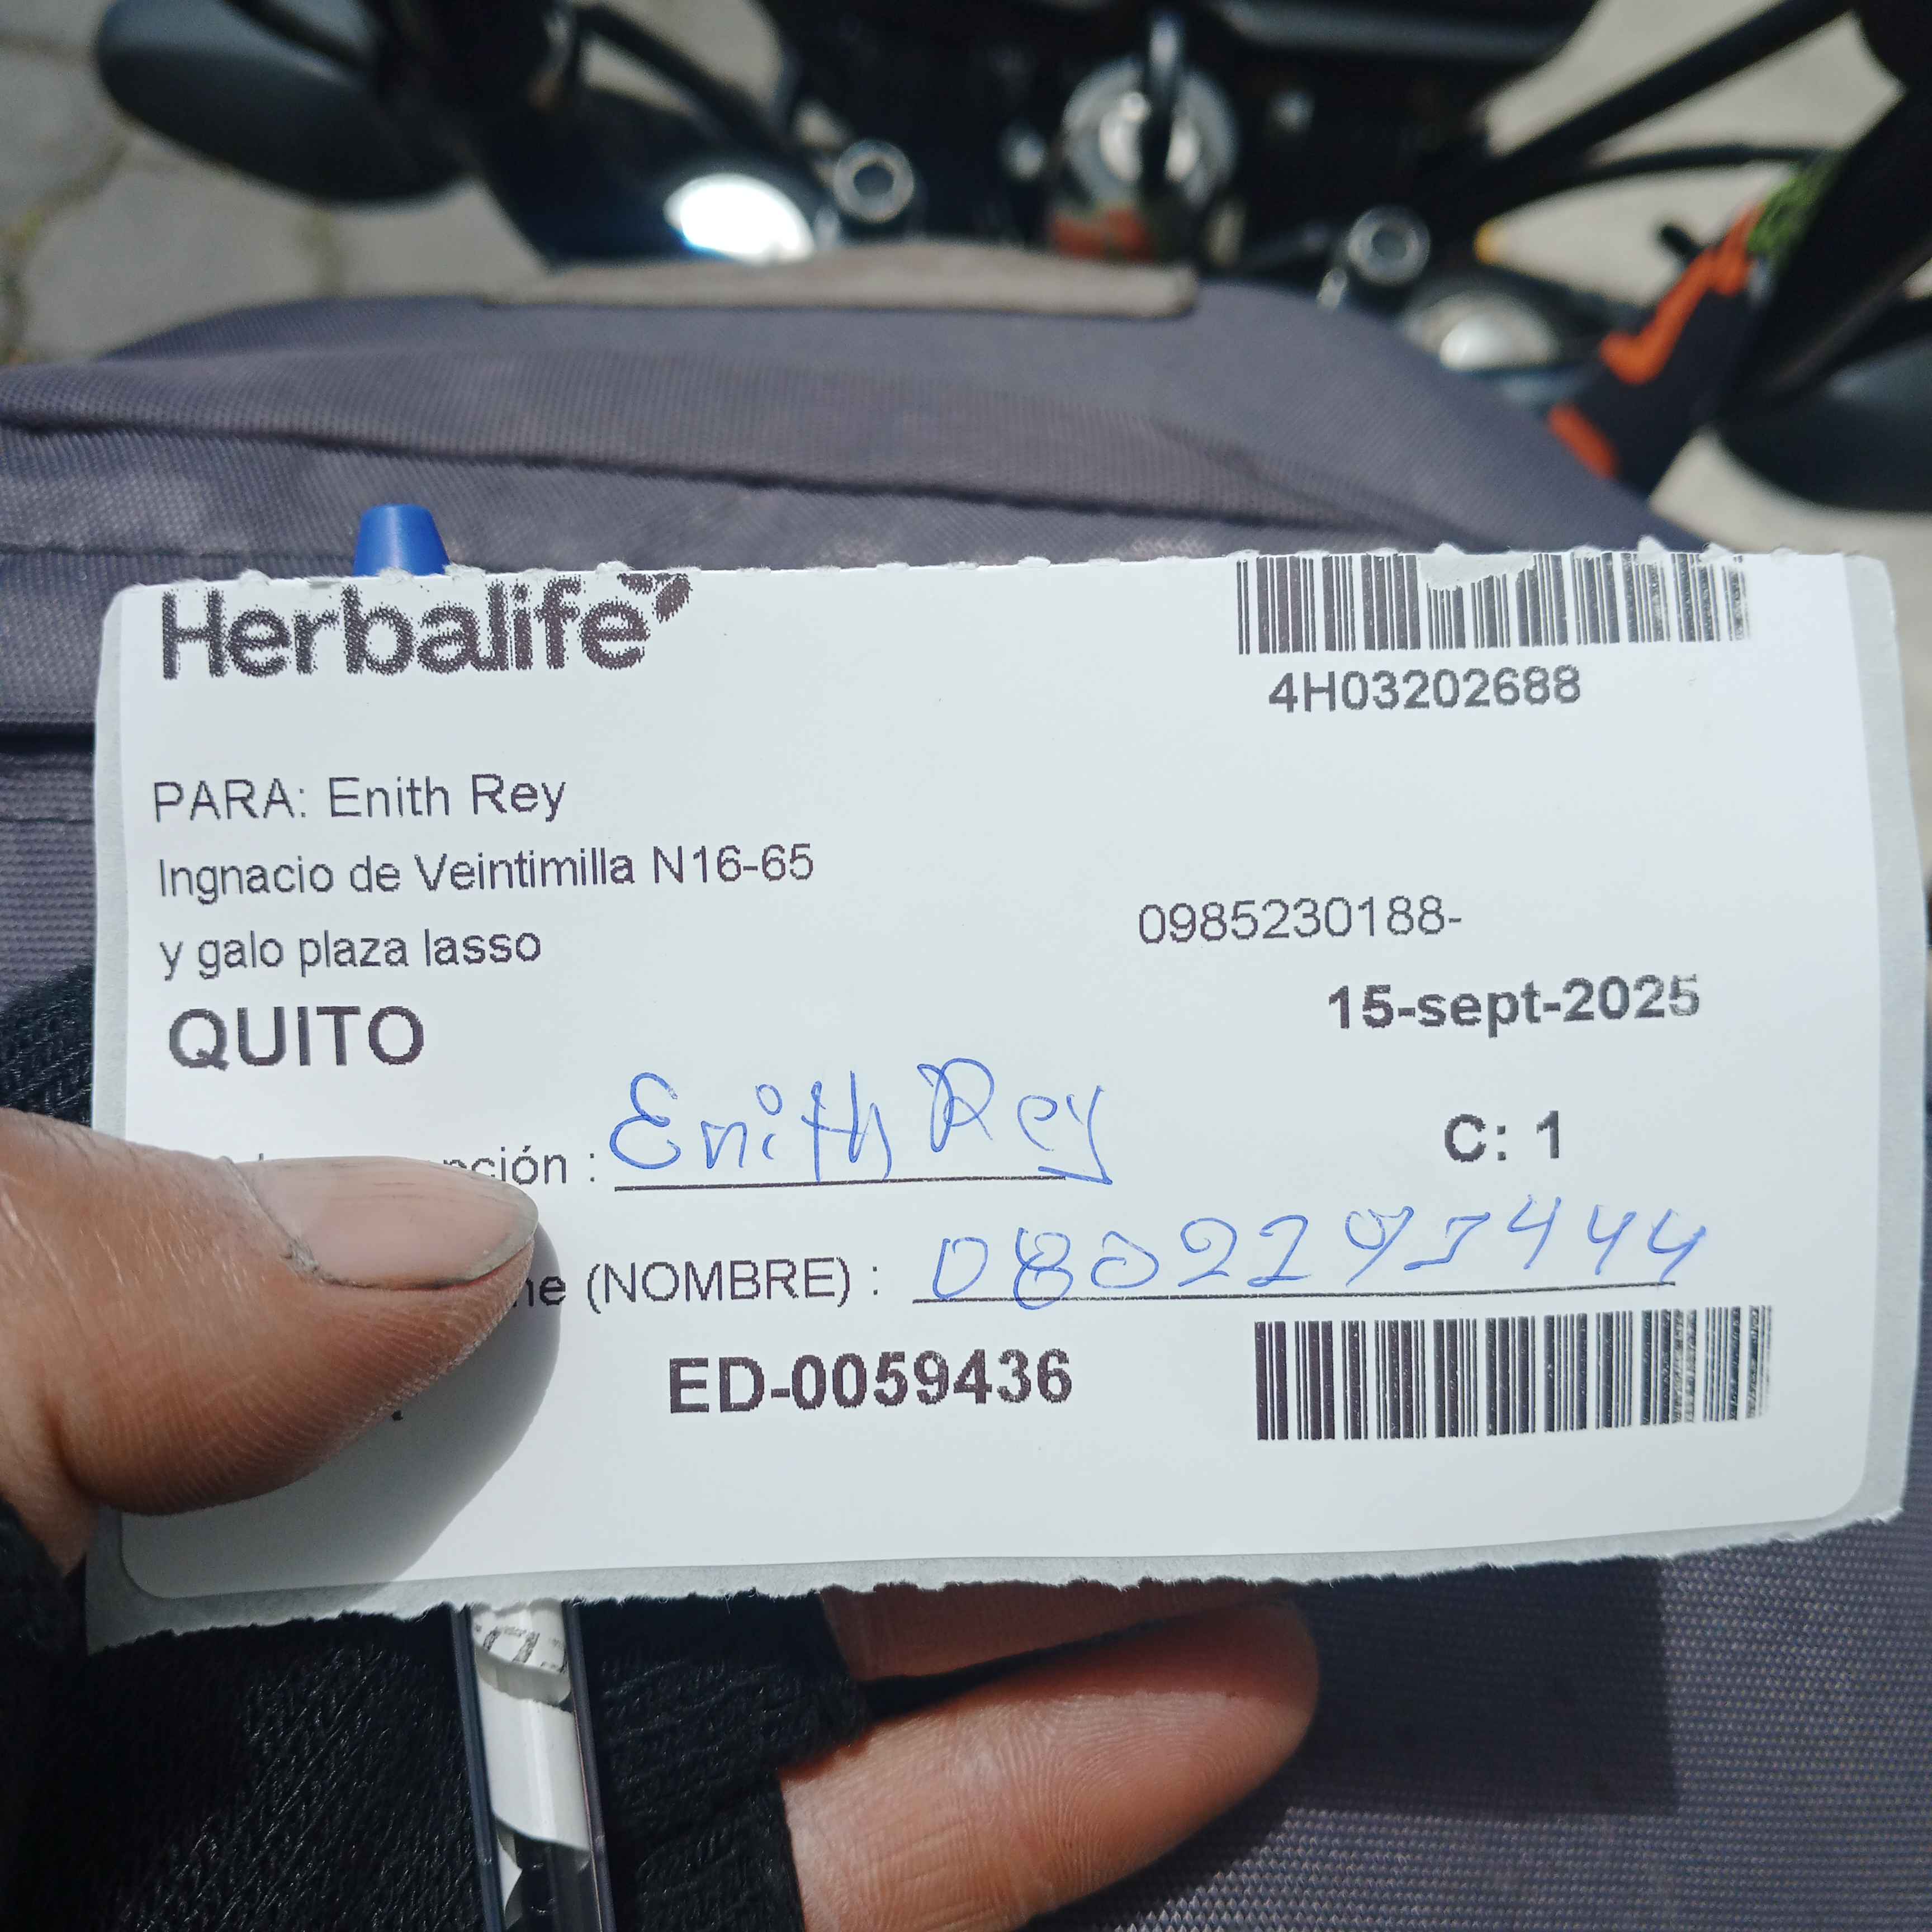 Herbalife
4H03202688
PARA: Enith Rey
Ingnacio de Veintimilla N16-65
0985230188-
y galo plaza lasso
15-sept-2025
QUITO
C: 1
: Enith Rey
(NOMBRE) :
ED-0059436